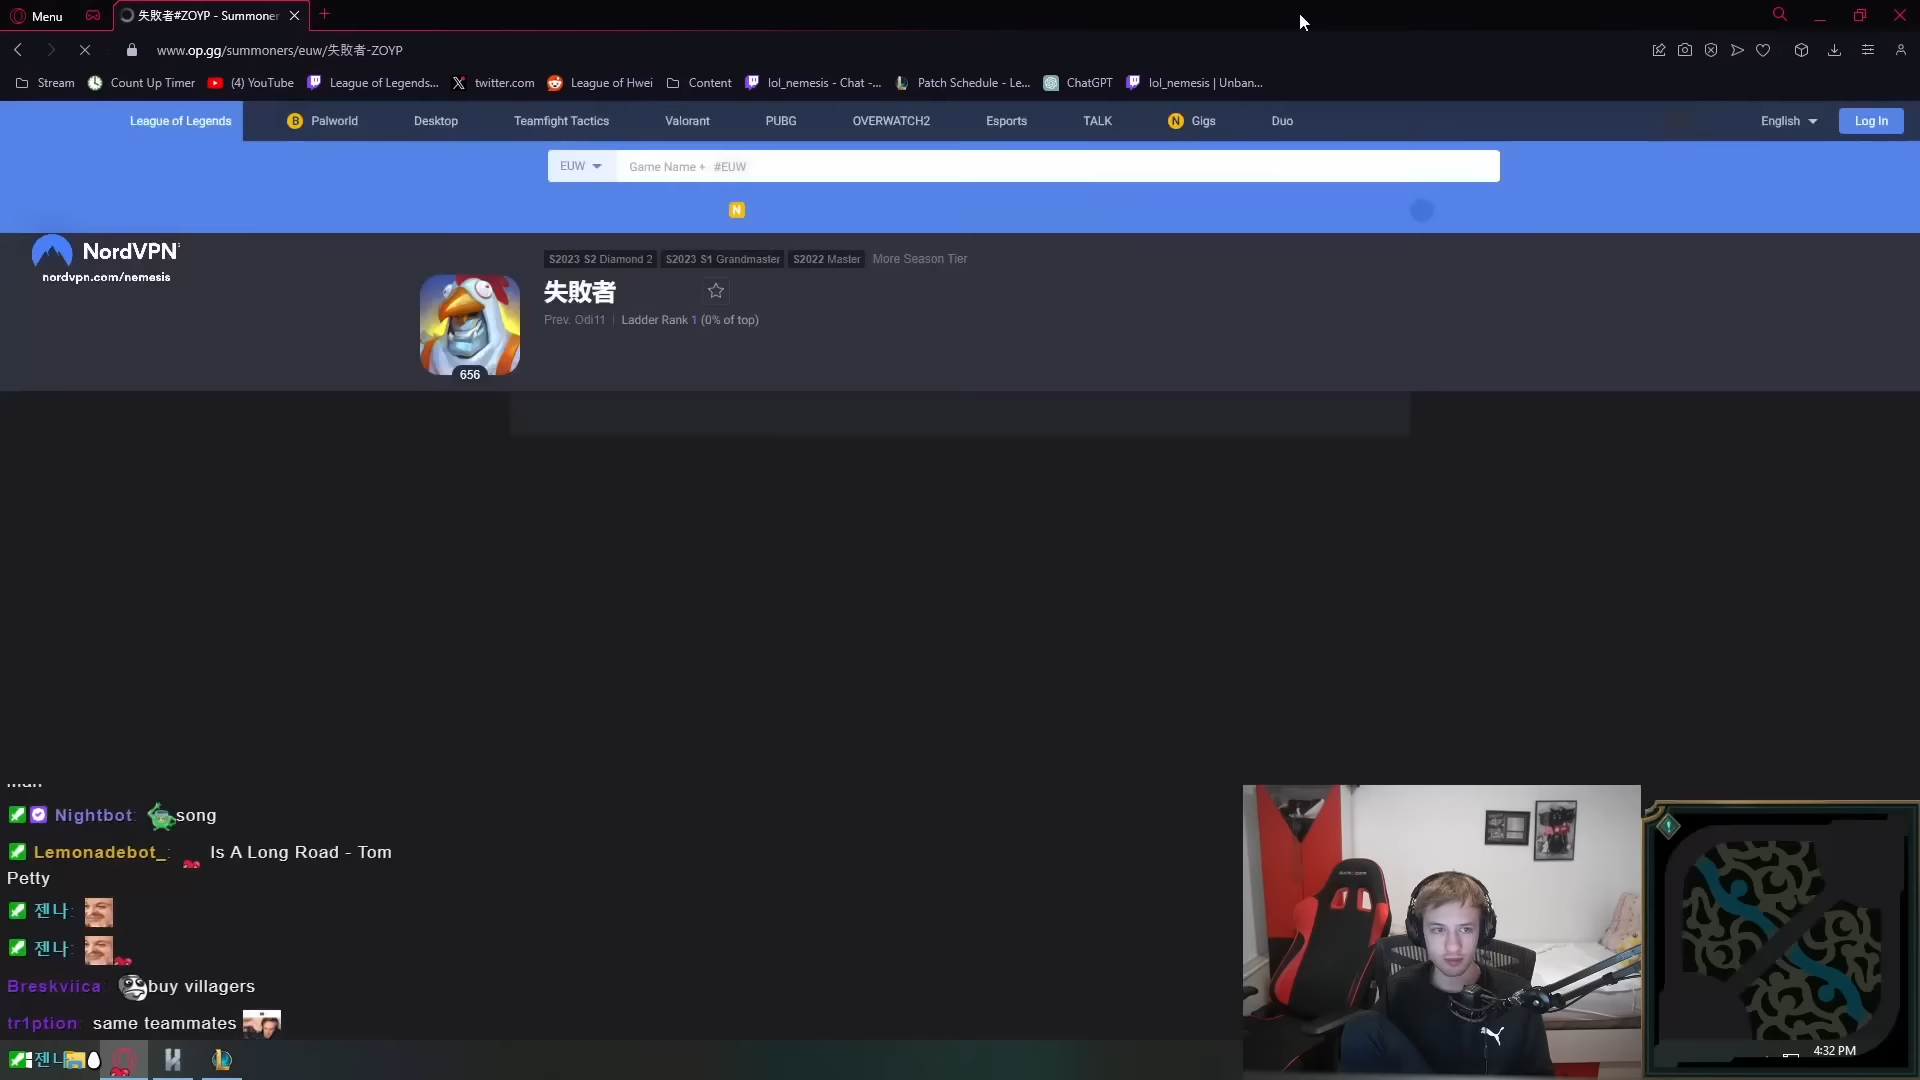 Menu
失敗者#ZOYP - Summoner
www.op.gg/summoners/euw/失敗者-ZOYP
Stream
Count Up Timer
(4) YouTube
League of Legends...
twitter.com
League of Hwei
Content
lol_nemesis - Chat -...
Patch Schedule - Le...
ChatGPT
lol_nemesis | Unban...
League of Legends
B Palworld
Desktop
Teamfight Tactics
Valorant
PUBG
OVERWATCH2
Esports
TALK
N Gigs
Duo
English
Log In
EUW
Game Name + #EUW
N
NordVPN
nordvpn.com/nemesis
S2023 S2 Diamond 2
S2023 S1 Grandmaster
S2022 Master
More Season Tier
失敗者
Prev. Odi11 | Ladder Rank 1 (0% of top)
656
Nightbot: song
Lemonadebot_: Is A Long Road - Tom
Petty
젠나:
젠나:
Breskviica: buy villagers
tr1ption: same teammates
4:32 PM